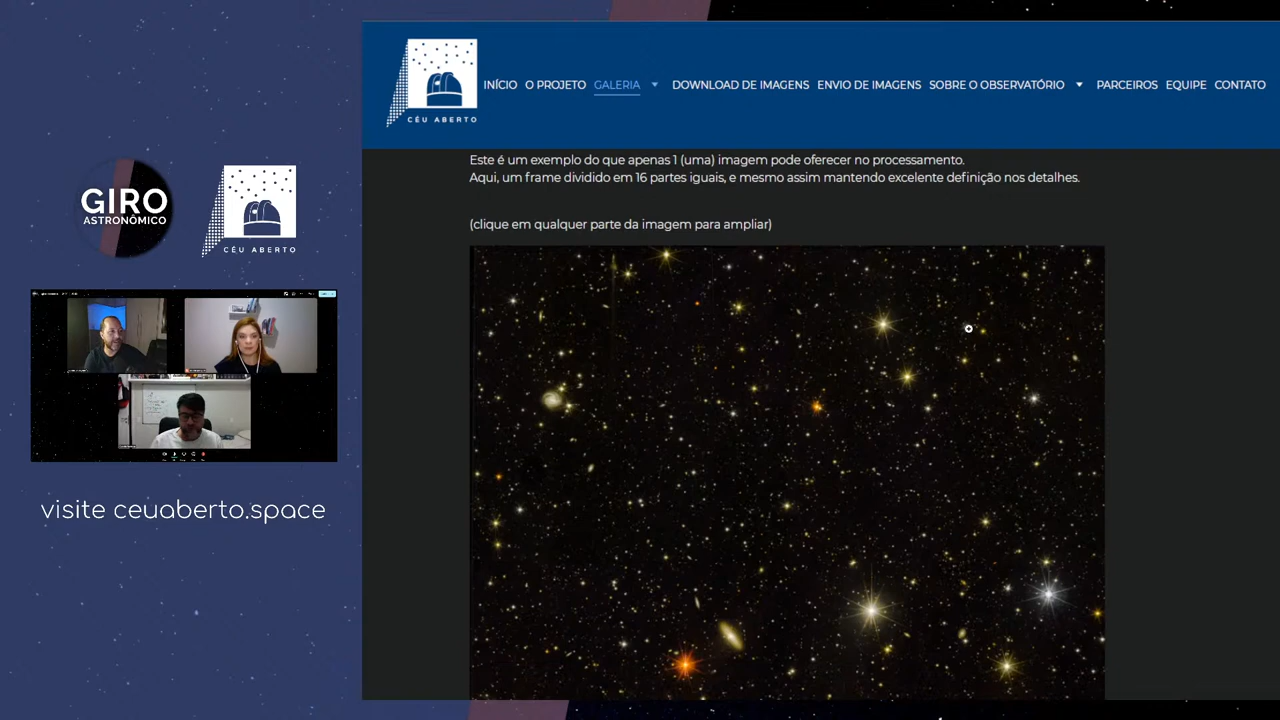 CÉU ABERTO
INÍCIO O PROJETO GALERIA DOWNLOAD DE IMAGENS ENVIO DE IMAGENS SOBRE O OBSERVATÓRIO PARCEIROS EQUIPE CONTATO
Este é um exemplo do que apenas 1 (uma) imagem pode oferecer no processamento.
Aqui, um frame dividido em 16 partes iguais, e mesmo assim mantendo excelente definição nos detalhes.
(clique em qualquer parte da imagem para ampliar)
GIRO
ASTRONÔMICO
CÉU ABERTO
visite ceuaberto.space